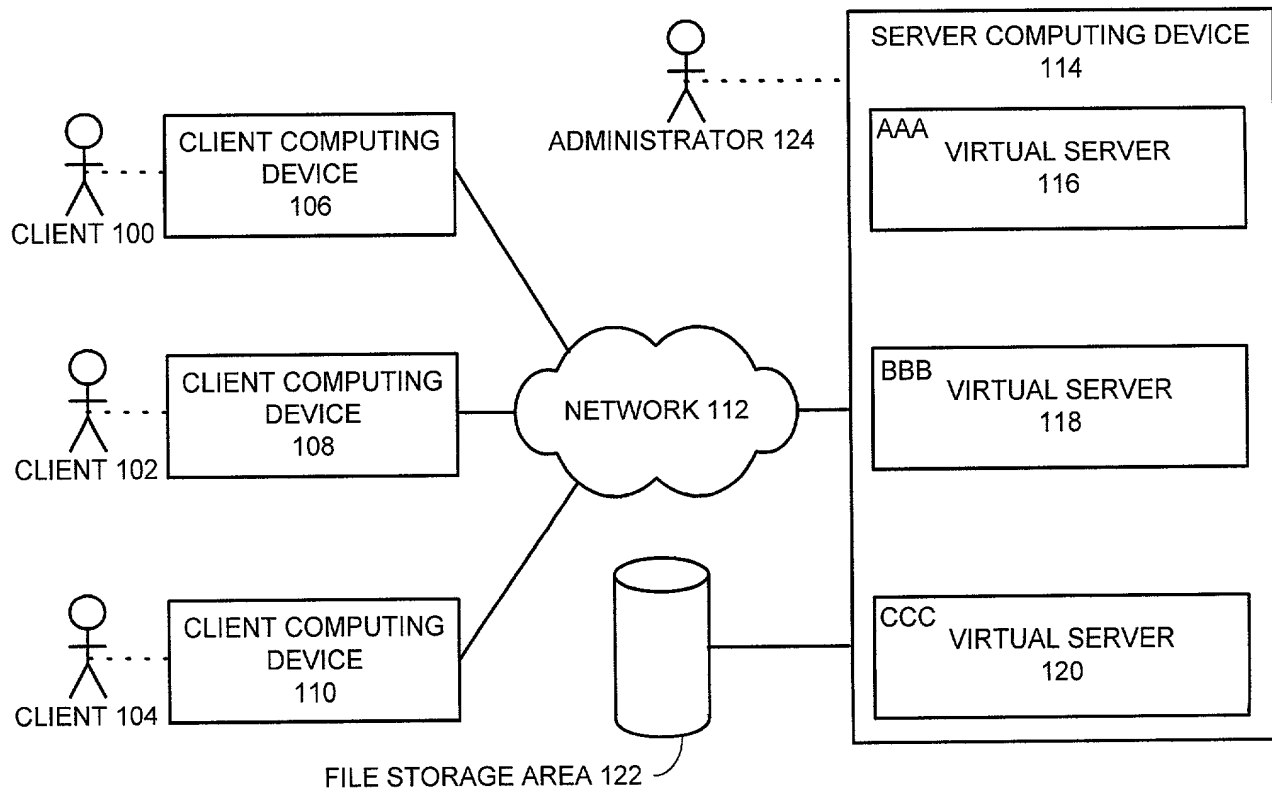 SERVER COMPUTING DEVICE
114
ADMINISTRATOR 124
AAA
VIRTUAL SERVER
116
CLIENT COMPUTING
DEVICE
106
CLIENT 100
CLIENT COMPUTING
DEVICE
108
CLIENT 102
NETWORK 112
BBB
VIRTUAL SERVER
118
CLIENT COMPUTING
DEVICE
110
CLIENT 104
CCC
VIRTUAL SERVER
120
FILE STORAGE AREA 122